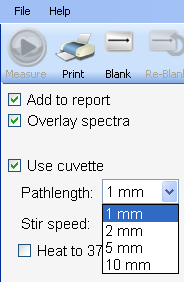 File Help
Measure Print Blank Re-Blank
Add to report
Overlay spectra
Use cuvette
Pathlength: 1 mm
1 mm
Stir speed: 2 mm
5 mm
Heat to 37 10 mm